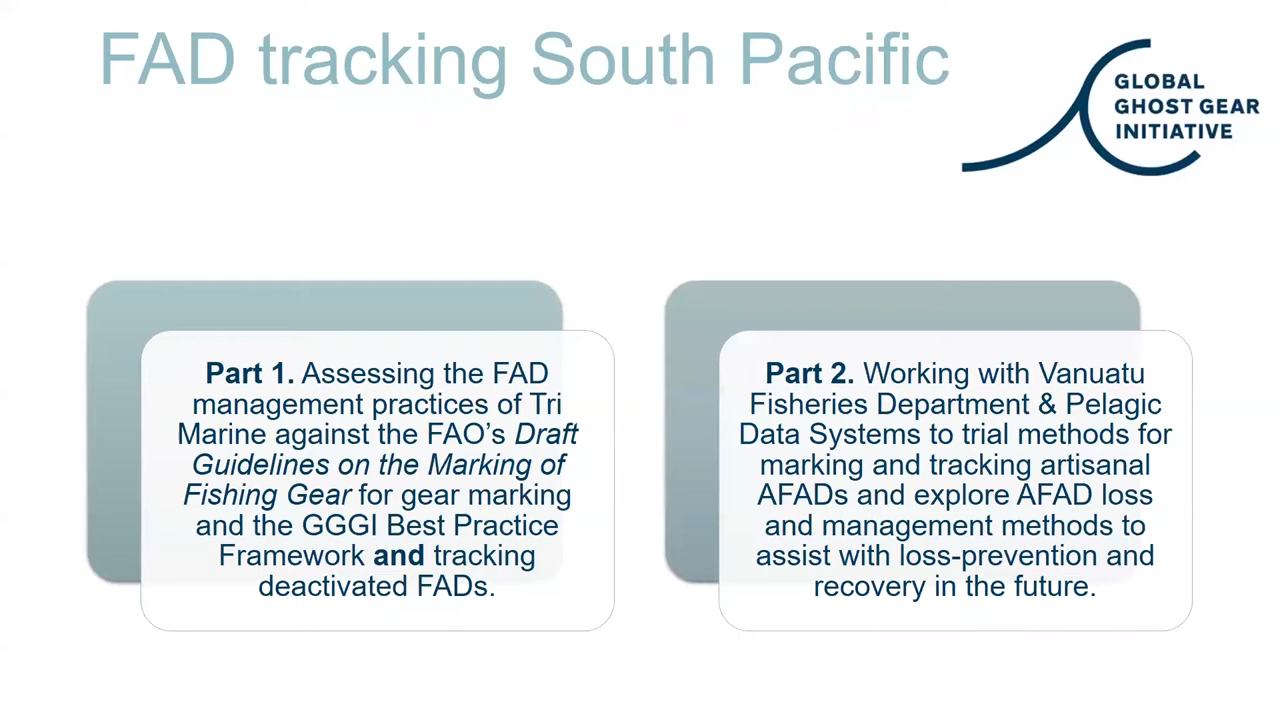 FAD tracking South Pacific
GLOBAL
GHOST GEAR
INITIATIVE
Part 1. Assessing the FAD
management practices of Tri
Marine against the FAO’s Draft
Guidelines on the Marking of
Fishing Gear for gear marking
and the GGGI Best Practice
Framework and tracking
deactivated FADs.
Part 2. Working with Vanuatu
Fisheries Department & Pelagic
Data Systems to trial methods for
marking and tracking artisanal
AFADs and explore AFAD loss
and management methods to
assist with loss-prevention and
recovery in the future.